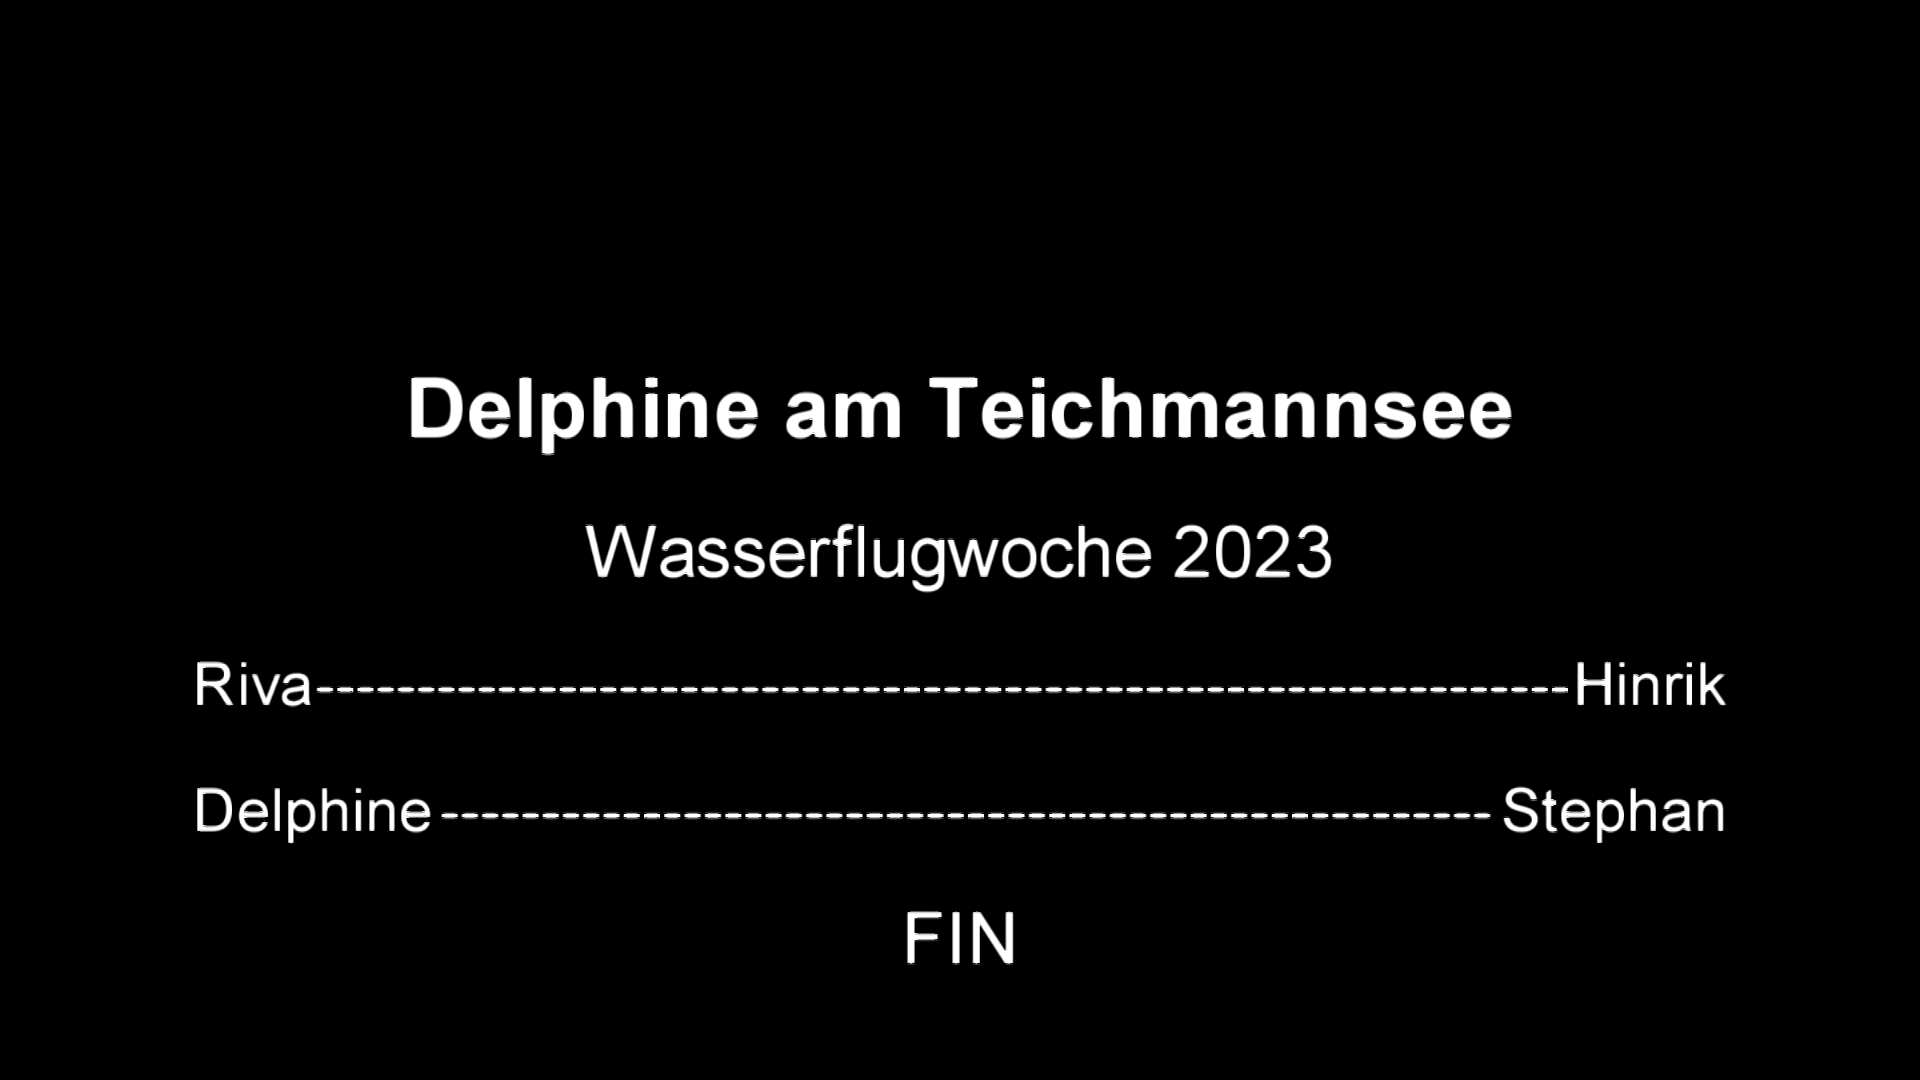 Delphine am Teichmannsee
Wasserflugwoche 2023
Riva--------------------------------------------------------------Hinrik
Delphine----------------------------------------------------Stephan
FIN